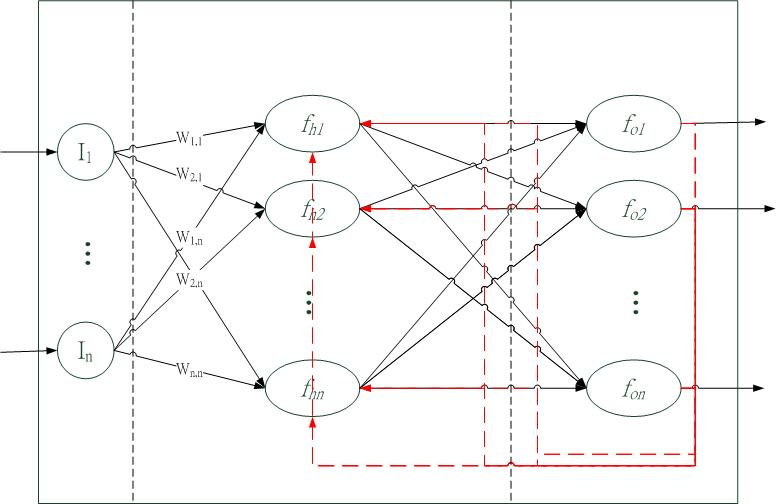 I1
In
W1,1
W2,1
W1,n
W2,n
Wn,n
fh1
fh2
fhn
fo1
fo2
fon